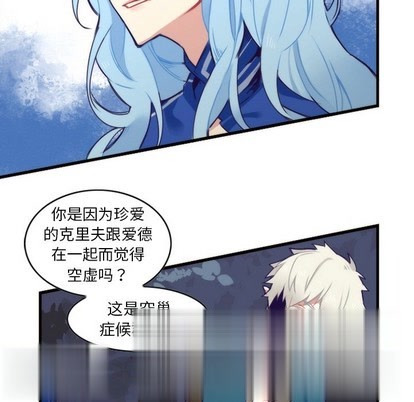 你是因为珍爱
的克里夫跟爱德
在一起而觉得
空虚吗？
这是空巢
症候